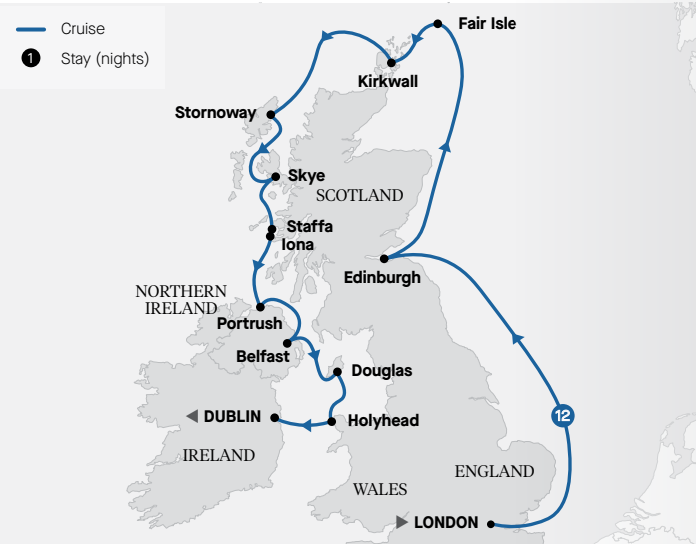 Cruise
1 Stay (nights)
Fair Isle
Kirkwall
Stornoway
Skye
SCOTLAND
Staffa
Iona
Edinburgh
NORTHERN
IRELAND
Portrush
Belfast
Douglas
DUBLIN
Holyhead
12
IRELAND
ENGLAND
WALES
LONDON